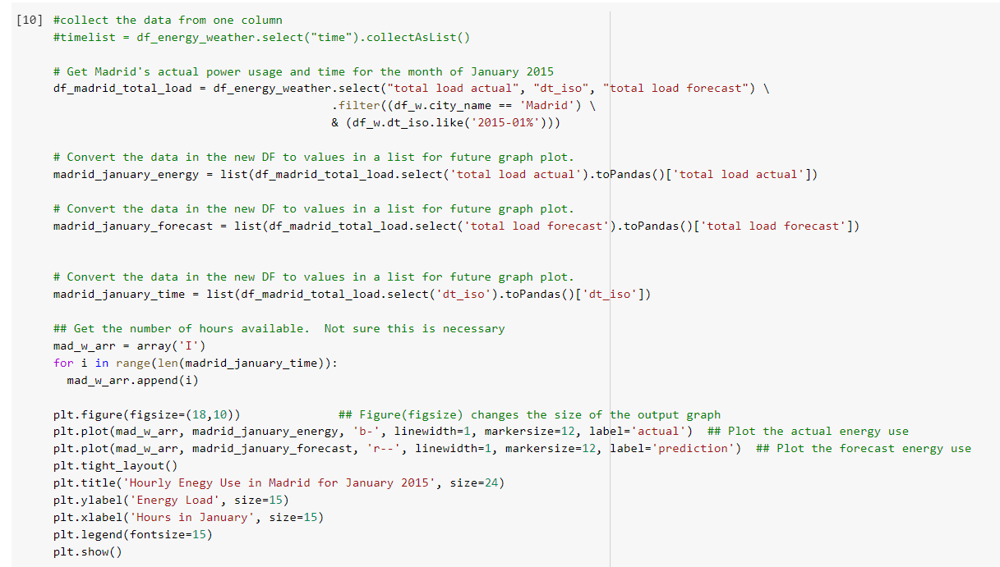 [10] #collect the data from one column
#timelist = df_energy_weather.select("time").collectAsList()
# Get Madrid's actual power usage and time for the month of January 2015
df_madrid_total_load = df_energy_weather.select("total load actual", "dt_iso", "total load forecast") \
.filter((df_w.city_name == 'Madrid') \
& (df_w.dt_iso.like('2015-01%')))
# Convert the data in the new DF to values in a list for future graph plot.
madrid_january_energy = list(df_madrid_total_load.select('total load actual').toPandas()['total load actual'])
# Convert the data in the new DF to values in a list for future graph plot.
madrid_january_forecast = list(df_madrid_total_load.select('total load forecast').toPandas()['total load forecast'])
# Convert the data in the new DF to values in a list for future graph plot.
madrid_january_time = list(df_madrid_total_load.select('dt_iso').toPandas()['dt_iso'])
## Get the number of hours available.  Not sure this is necessary
mad_w_arr = array('I')
for i in range(len(madrid_january_time)):
  mad_w_arr.append(i)
plt.figure(figsize=(18,10))              ## Figure(figsize) changes the size of the output graph
plt.plot(mad_w_arr, madrid_january_energy, 'b-', linewidth=1, markersize=12, label='actual')  ## Plot the actual energy use
plt.plot(mad_w_arr, madrid_january_forecast, 'r--', linewidth=1, markersize=12, label='prediction')  ## Plot the forecast energy use
plt.tight_layout()
plt.title('Hourly Enegy Use in Madrid for January 2015', size=24)
plt.ylabel('Energy Load', size=15)
plt.xlabel('Hours in January', size=15)
plt.legend(fontsize=15)
plt.show()